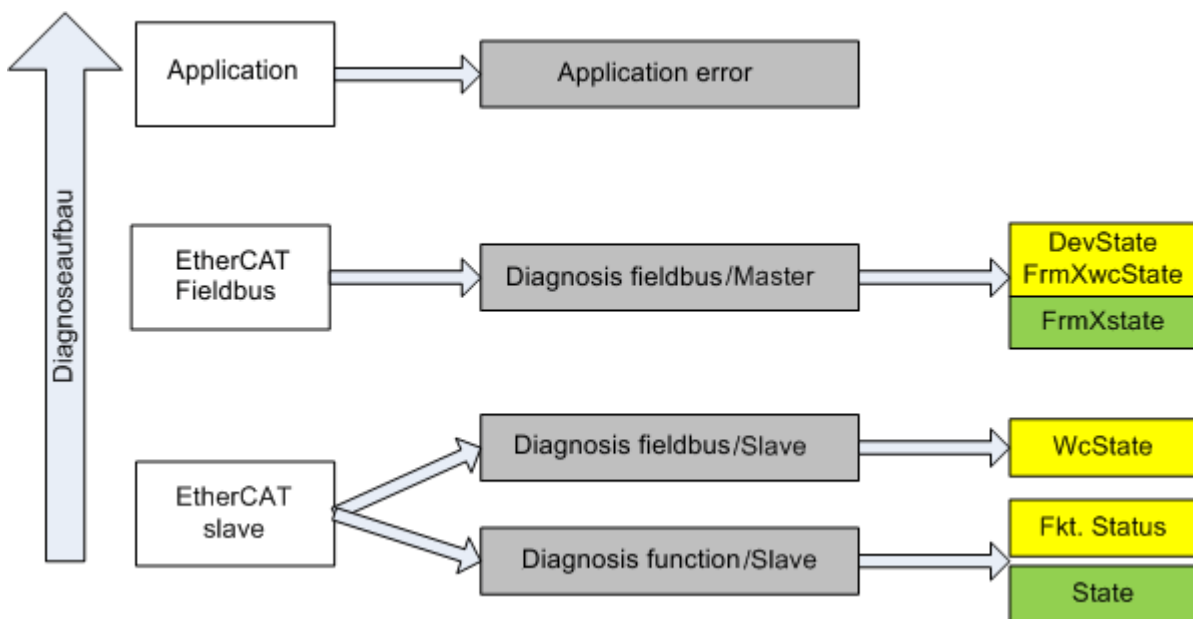 Application
Application error
Diagnoseaufbau
EtherCAT
Fieldbus
Diagnosis fieldbus/Master
DevState
FrmXwcState
FrmXstate
EtherCAT
slave
Diagnosis fieldbus/Slave
WcState
Diagnosis function/Slave
Fkt. Status
State